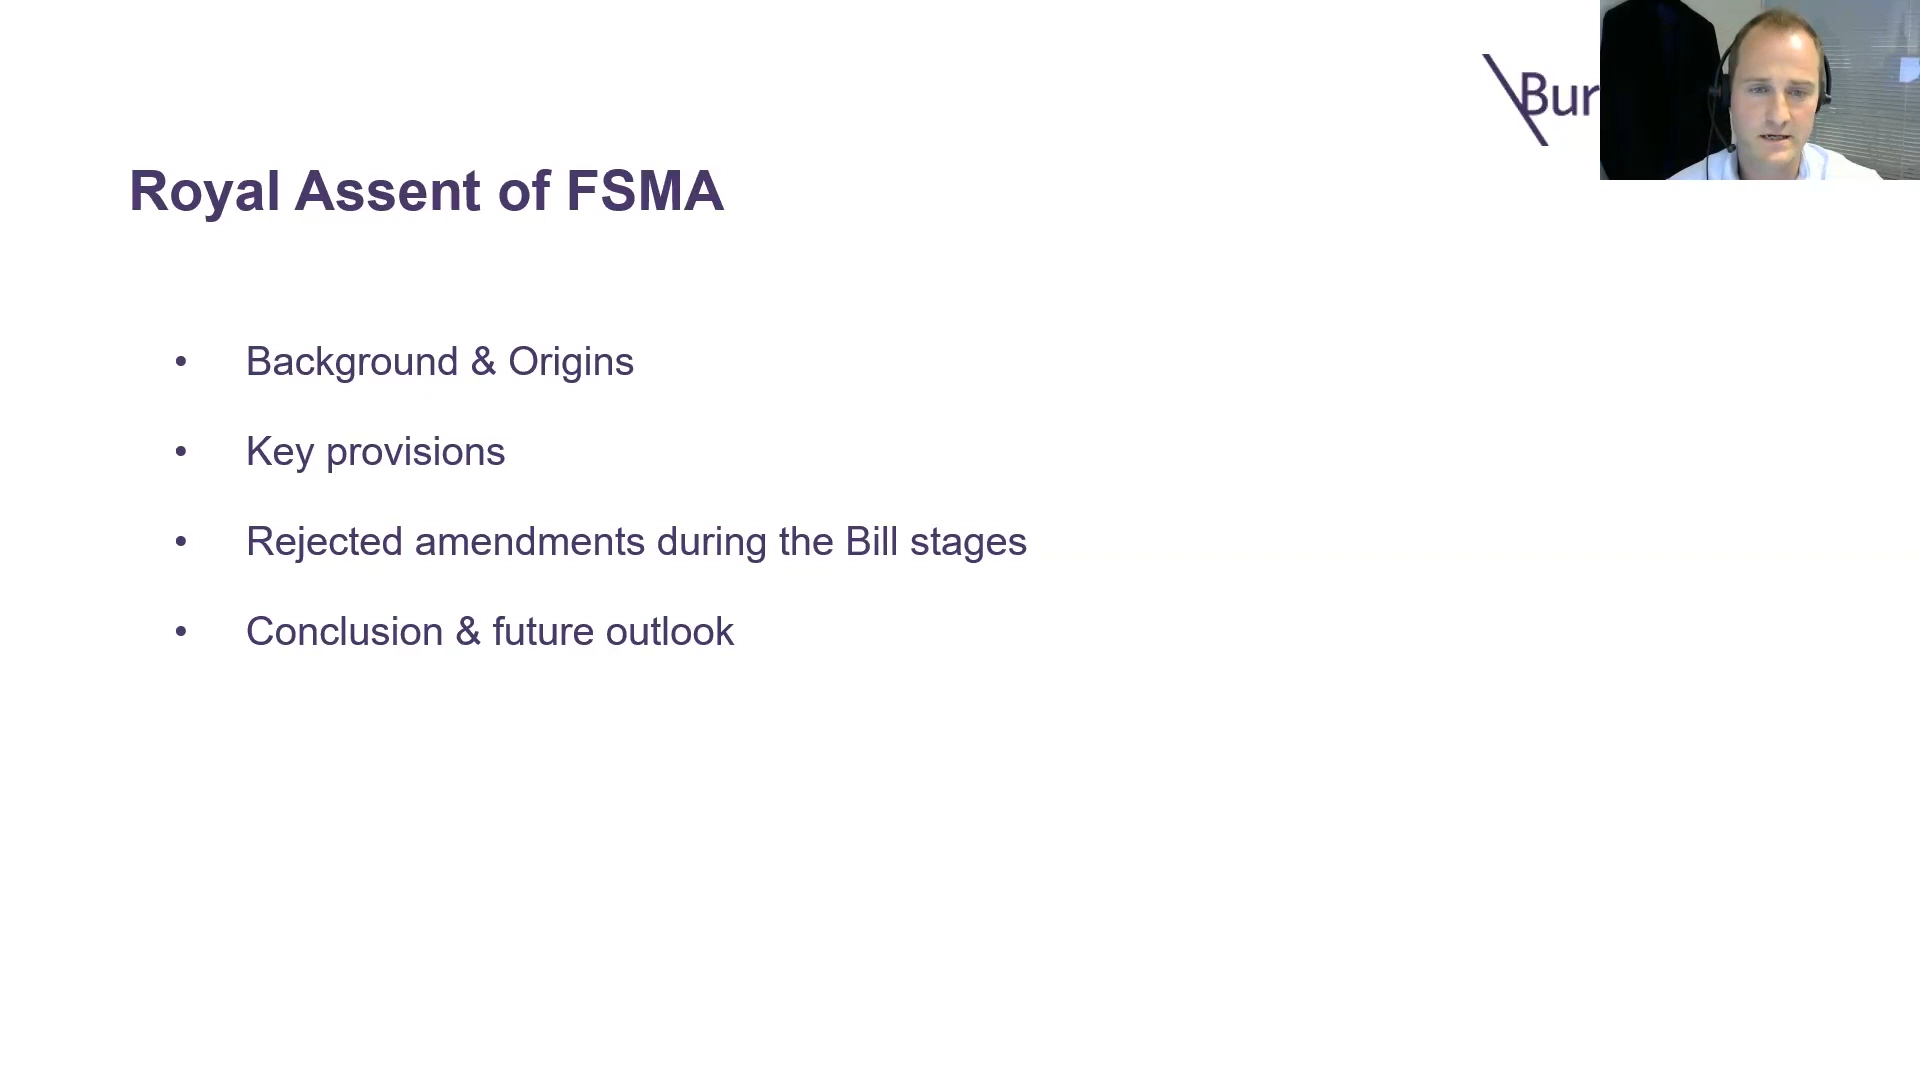 Bur
Royal Assent of FSMA
• Background & Origins
• Key provisions
• Rejected amendments during the Bill stages
• Conclusion & future outlook